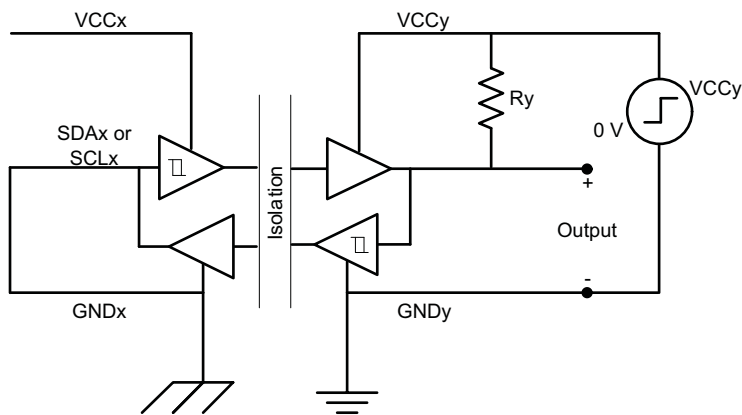 VCCx
VCCy
Ry
VCCy
0 V
SDAx or
SCLx
Isolation
+
Output
-
GNDx
GNDy